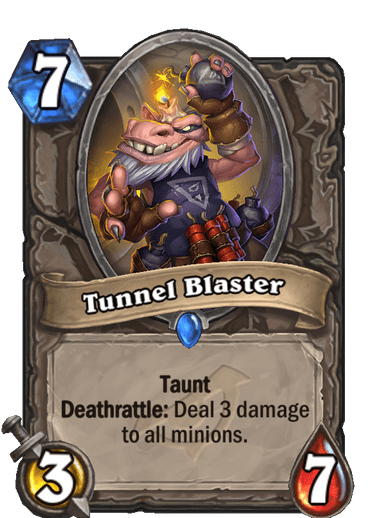 7
Tunnel Blaster
Taunt
Deathrattle: Deal 3 damage
to all minions.
3
7